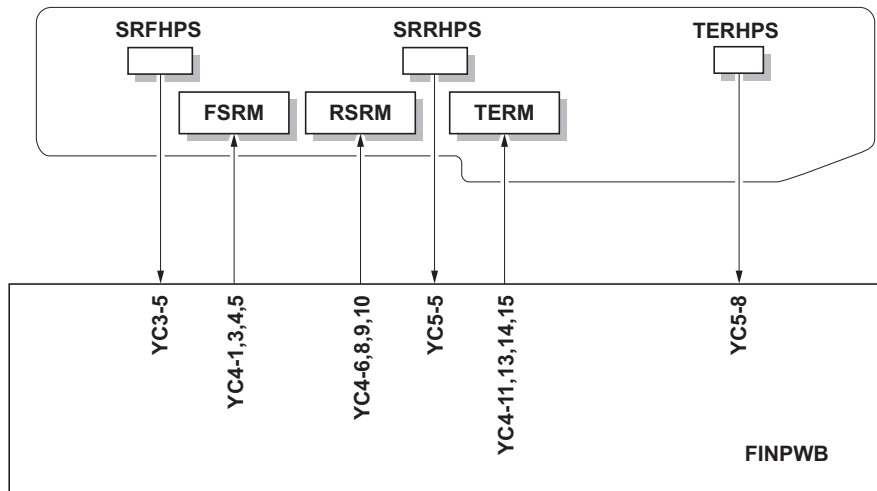 SRFHPS
SRRHPS
TERHPS
FSRM
RSRM
TERM
YC3-5
YC4-1,3,4,5
YC4-6,8,9,10
YC5-5
YC4-11,13,14,15
YC5-8
FINPWB